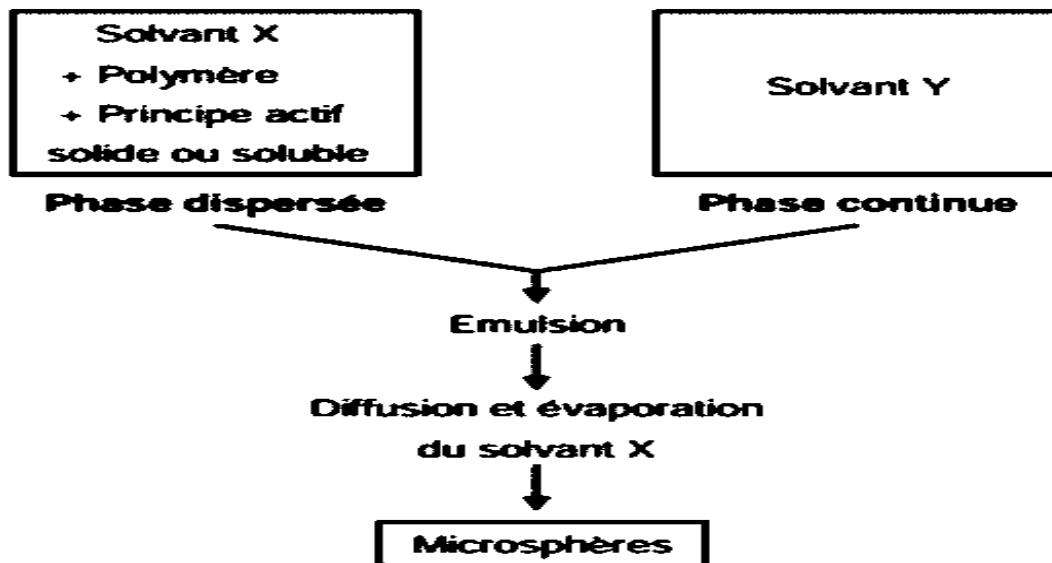 Solvant X
+ Polymère
+ Principe actif
solide ou soluble
Phase dispersée
Solvant Y
Phase continue
Emulsion
Diffusion et évaporation
du solvant X
Microsphères